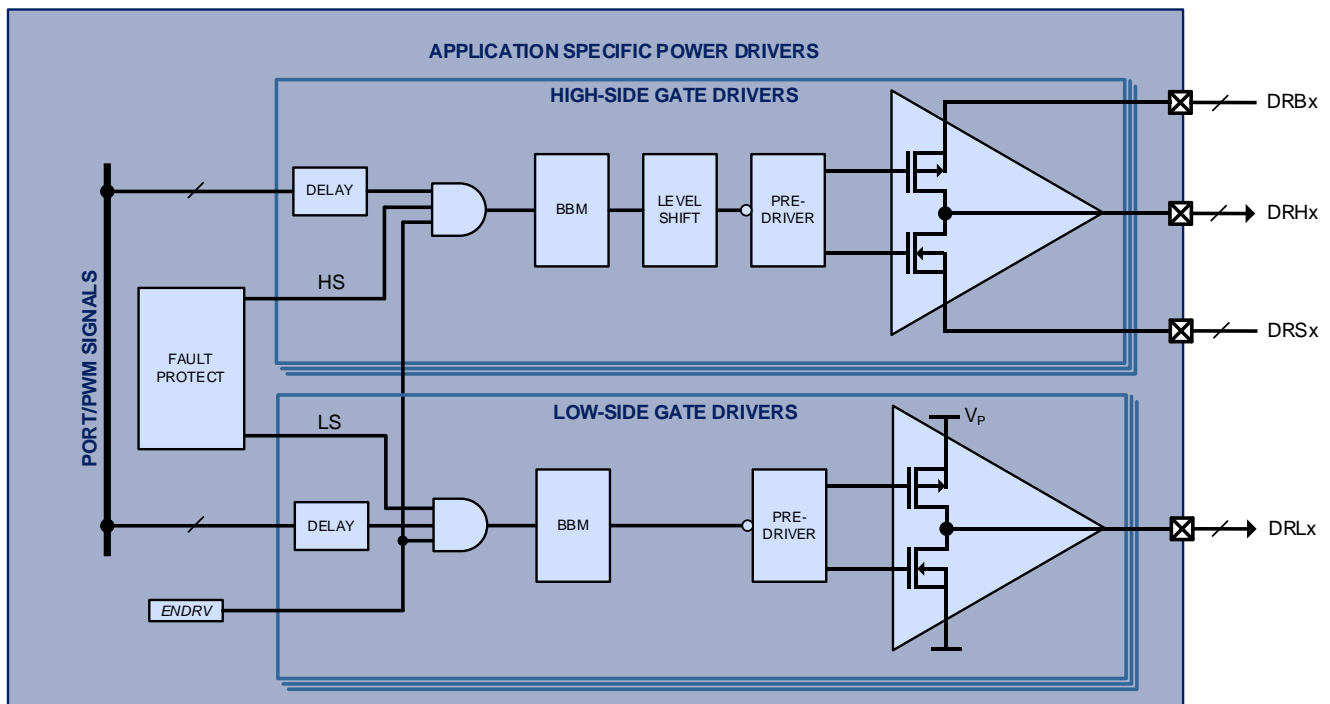 APPLICATION SPECIFIC POWER DRIVERS
HIGH-SIDE GATE DRIVERS
DRBx
DELAY
BBM
LEVEL
SHIFT
PRE-
DRIVER
DRHx
HS
PORT/PWM SIGNALS
FAULT
PROTECT
DRSx
LOW-SIDE GATE DRIVERS
LS
VP
DELAY
BBM
PRE-
DRIVER
DRLx
ENDRV